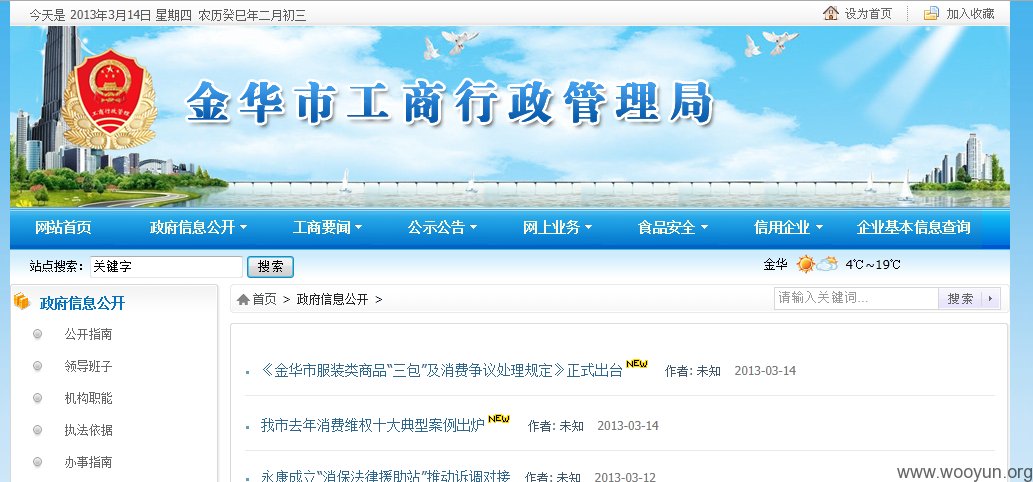 今天是 2013年3月14日 星期四 农历癸巳年二月初三 设为首页 加入收藏
工商行政管理
金华市工商行政管理局
网站首页 政府信息公开 工商要闻 公示公告 网上业务 食品安全 信用企业 企业基本信息查询
站点搜索: 关键字 搜索 金华 4℃~19℃
政府信息公开
公开指南
领导班子
机构职能
执法依据
办事指南
首页 > 政府信息公开 > 请输入关键词... 搜索
《金华市服装类商品“三包”及消费争议处理规定》正式出台 NEW 作者: 未知 2013-03-14
我市去年消费维权十大典型案例出炉 NEW 作者: 未知 2013-03-14
永康成立“消保法律援助站”推动诉调对接 作者: 未知 2013-03-12
www.wooyun.org